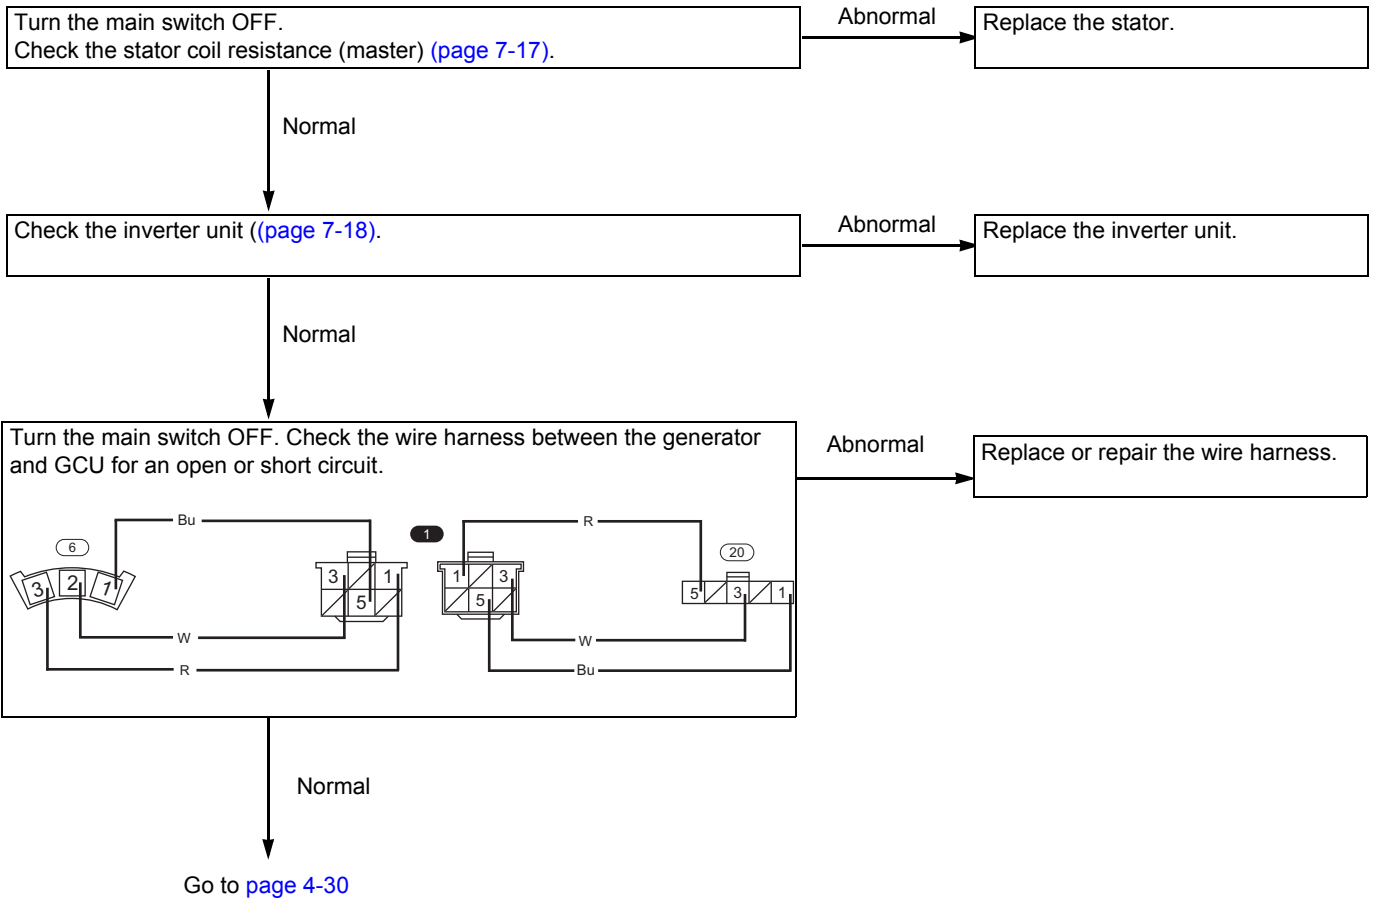 Turn the main switch OFF.
Check the stator coil resistance (master) (page 7-17).
Abnormal
Replace the stator.
Normal
Check the inverter unit ((page 7-18).
Abnormal
Replace the inverter unit.
Normal
Turn the main switch OFF. Check the wire harness between the generator
and GCU for an open or short circuit.
Abnormal
Replace or repair the wire harness.
Bu
1
R
6
20
3 2 1
3 1
1 3
5 3 1
5
5
W
W
R
Bu
Normal
Go to page 4-30